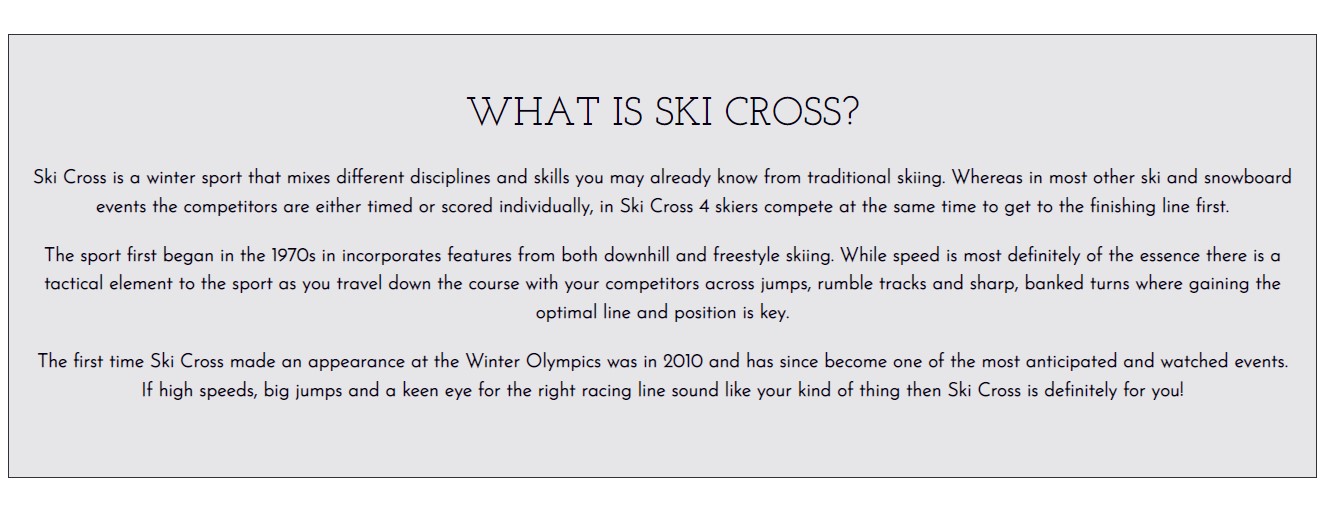 WHAT IS SKI CROSS?
Ski Cross is a winter sport that mixes different disciplines and skills you may already know from traditional skiing. Whereas in most other ski and snowboard
events the competitors are either timed or scored individually, in Ski Cross 4 skiers compete at the same time to get to the finishing line first.
The sport first began in the 1970s in incorporates features from both downhill and freestyle skiing. While speed is most definitely of the essence there is a
tactical element to the sport as you travel down the course with your competitors across jumps, rumble tracks and sharp, banked turns where gaining the
optimal line and position is key.
The first time Ski Cross made an appearance at the Winter Olympics was in 2010 and has since become one of the most anticipated and watched events.
If high speeds, big jumps and a keen eye for the right racing line sound like your kind of thing then Ski Cross is definitely for you!